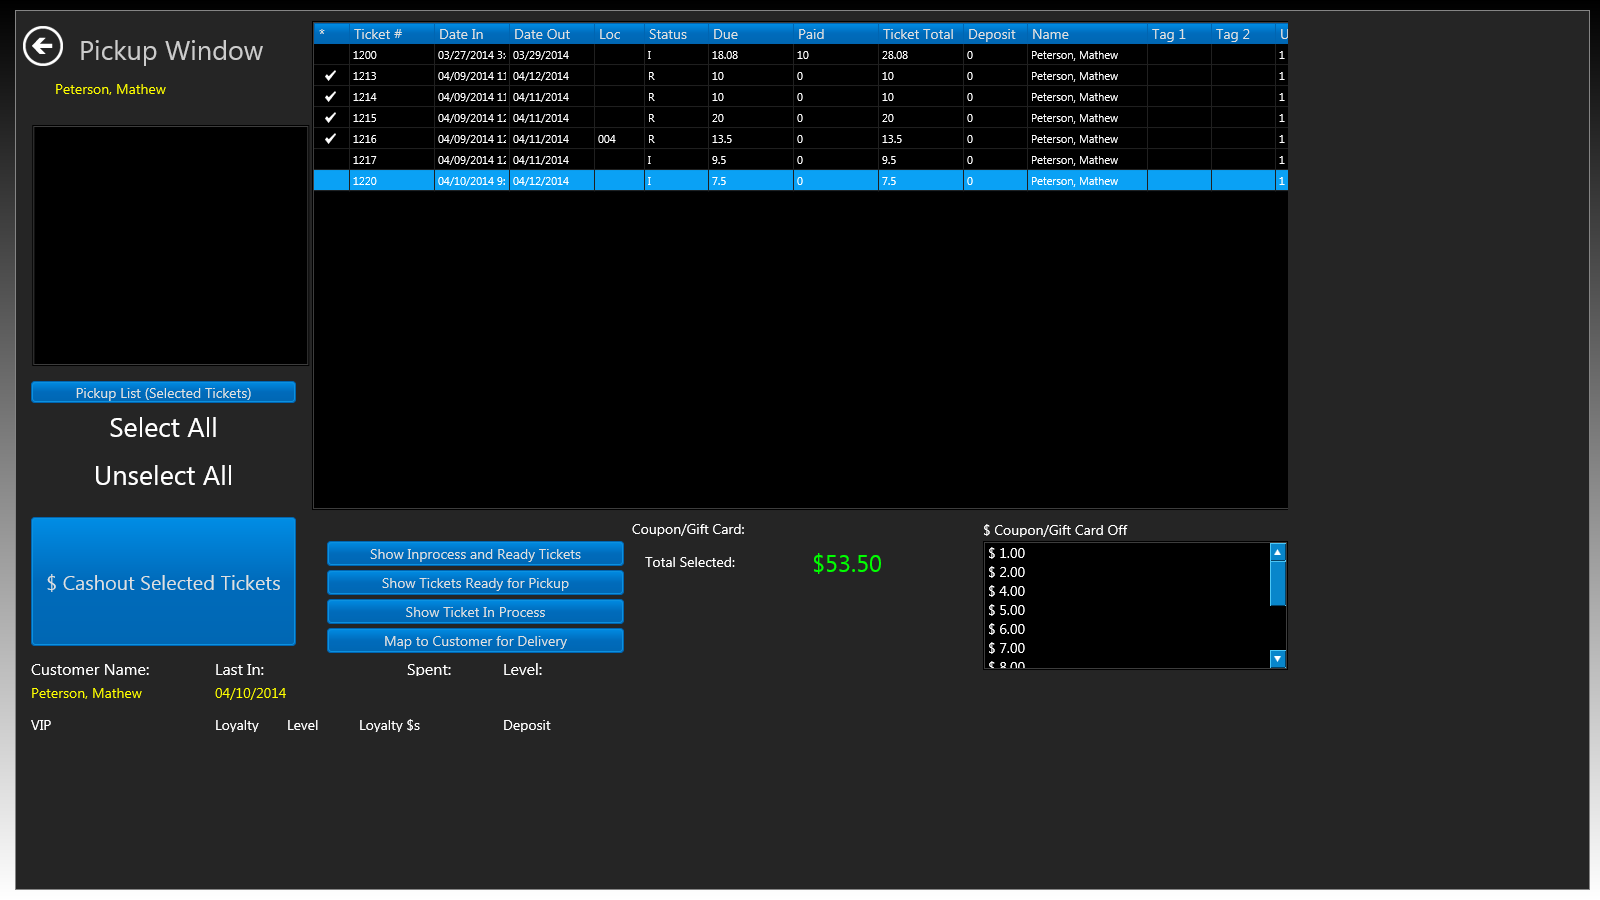 Pickup Window
Peterson, Mathew
* Ticket # Date In Date Out Loc Status Due Paid Ticket Total Deposit Name Tag 1 Tag 2 U
1200 03/27/2014 3: 03/29/2014 I 18.08 10 28.08 0 Peterson, Mathew 1
✔ 1213 04/09/2014 11 04/12/2014 R 10 0 10 0 Peterson, Mathew 1
✔ 1214 04/09/2014 11 04/11/2014 R 10 0 10 0 Peterson, Mathew 1
✔ 1215 04/09/2014 12 04/11/2014 R 20 0 20 0 Peterson, Mathew 1
✔ 1216 04/09/2014 12 04/11/2014 004 R 13.5 0 13.5 0 Peterson, Mathew 1
1217 04/09/2014 12 04/11/2014 I 9.5 0 9.5 0 Peterson, Mathew 1
1220 04/10/2014 9: 04/12/2014 I 7.5 0 7.5 0 Peterson, Mathew 1
Pickup List (Selected Tickets)
Select All
Unselect All
$ Cashout Selected Tickets
Show Inprocess and Ready Tickets
Show Tickets Ready for Pickup
Show Ticket In Process
Map to Customer for Delivery
Coupon/Gift Card:
Total Selected: $53.50
$ Coupon/Gift Card Off
$ 1.00
$ 2.00
$ 4.00
$ 5.00
$ 6.00
$ 7.00
$ 8.00
Customer Name: Last In: Spent: Level:
Peterson, Mathew 04/10/2014
VIP Loyalty Level Loyalty $s Deposit